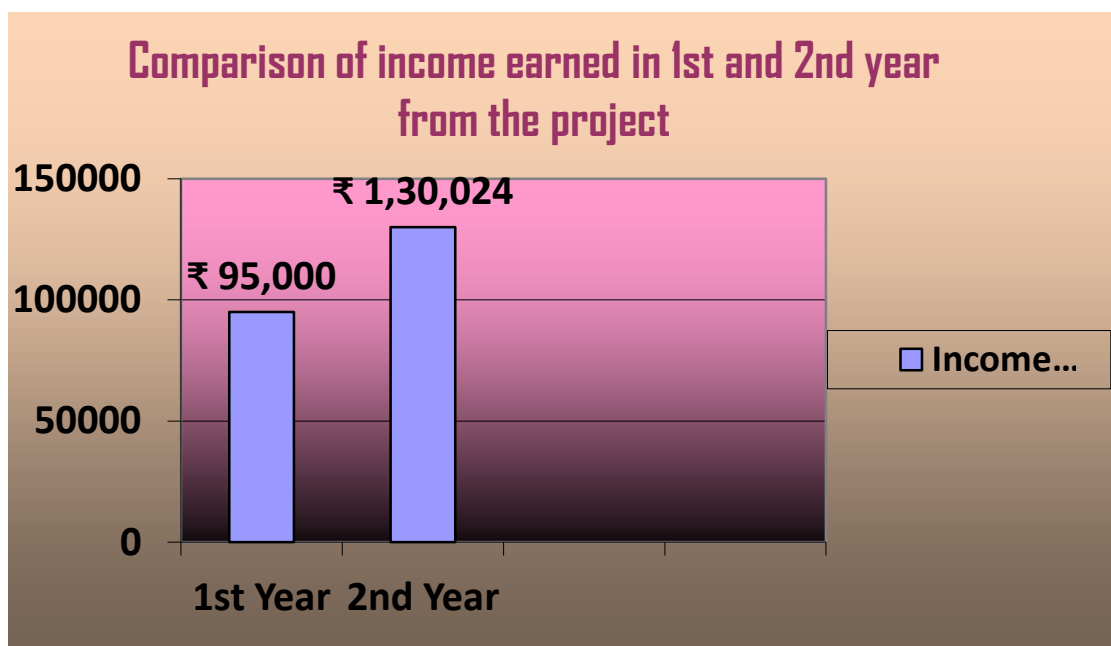 Comparison of income earned in 1st and 2nd year
from the project
150000
₹ 1,30,024
₹ 95,000
100000
Income...
50000
0
1st Year 2nd Year